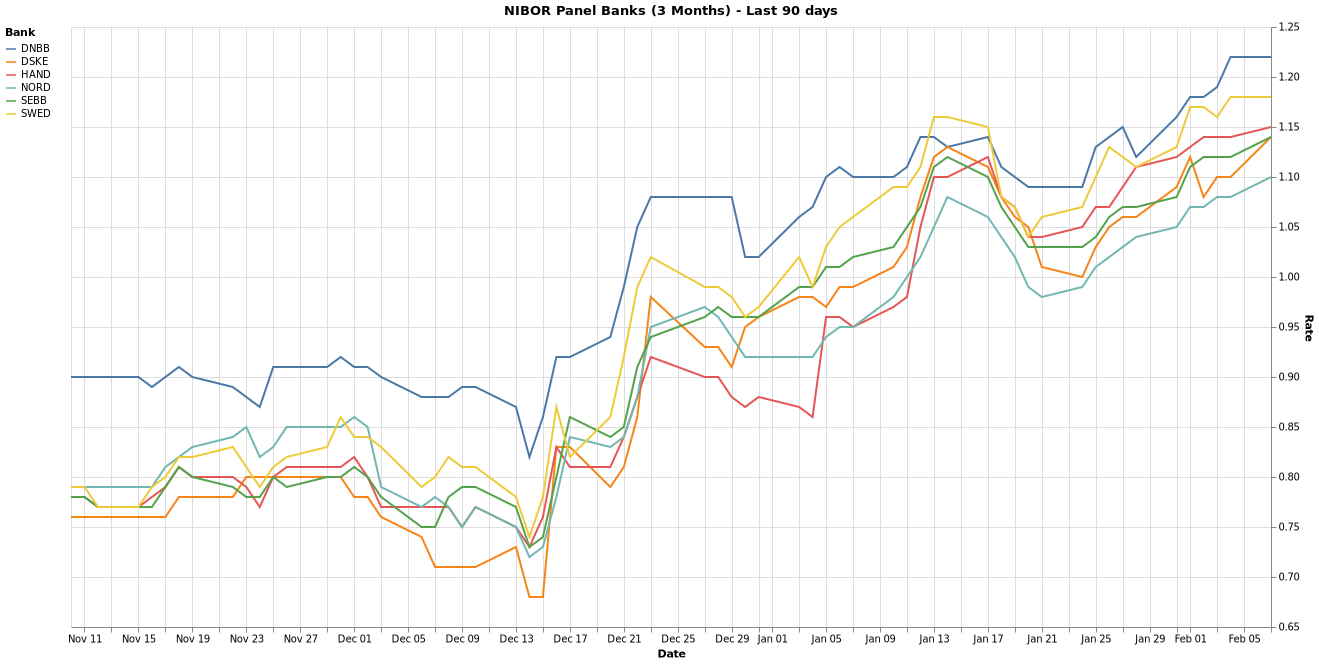 NIBOR Panel Banks (3 Months) - Last 90 days
Bank
DNBB
DSKE
HAND
NORD
SEBB
SWED
1.25
1.20
1.15
1.10
1.05
1.00
0.95
0.90
0.85
0.80
0.75
0.70
0.65
Rate
Nov 11 Nov 15 Nov 19 Nov 23 Nov 27 Dec 01 Dec 05 Dec 09 Dec 13 Dec 17 Dec 21 Dec 25 Dec 29 Jan 01 Jan 05 Jan 09 Jan 13 Jan 17 Jan 21 Jan 25 Jan 29 Feb 01 Feb 05
Date